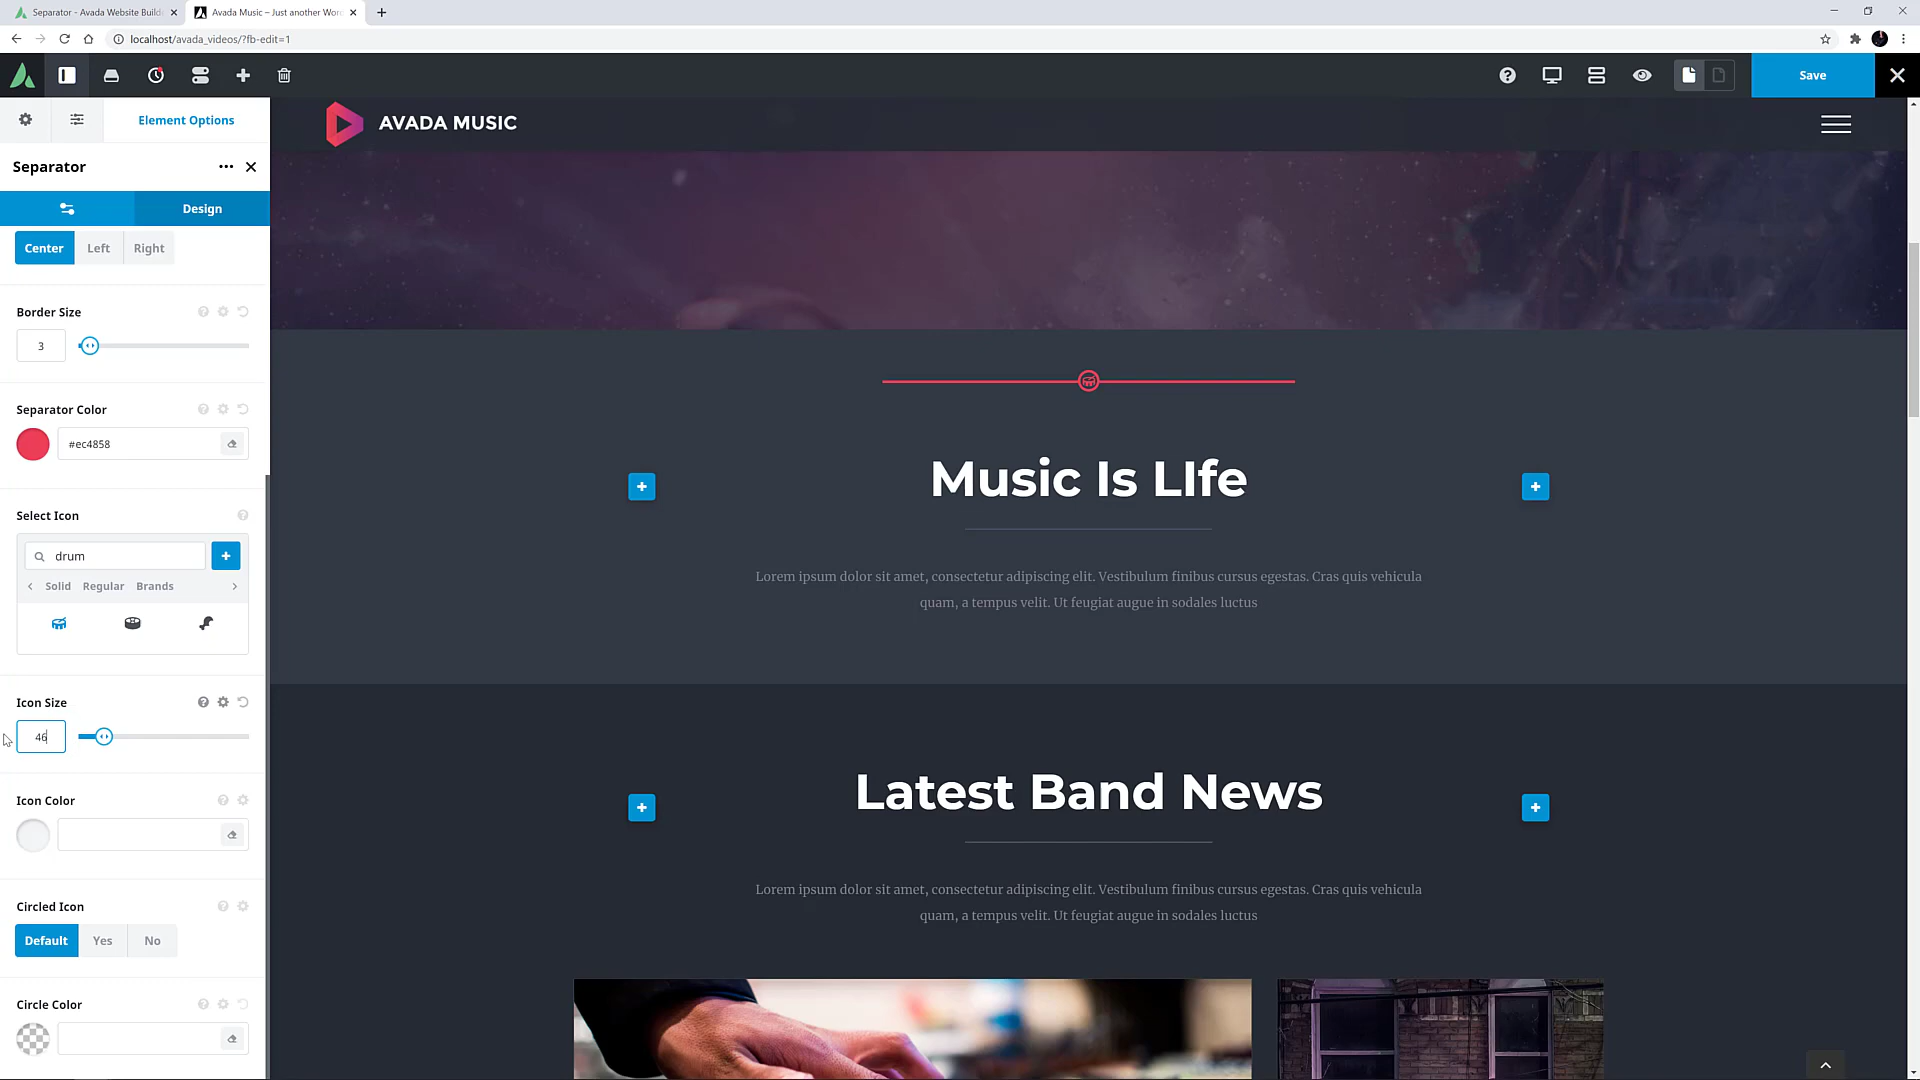 Separator - Avada Website Builde
Avada Music – Just another Wor
localhost/avada_videos/?fb-edit=1
Save
Element Options
AVADA MUSIC
Separator
Design
Center
Left
Right
Border Size
3
Separator Color
#ec4858
Select Icon
drum
Solid
Regular
Brands
Icon Size
46
Icon Color
Circled Icon
Default
Yes
No
Circle Color
Music Is LIfe
Lorem ipsum dolor sit amet, consectetur adipiscing elit. Vestibulum finibus cursus egestas. Cras quis vehicula
quam, a tempus velit. Ut feugiat augue in sodales luctus
Latest Band News
Lorem ipsum dolor sit amet, consectetur adipiscing elit. Vestibulum finibus cursus egestas. Cras quis vehicula
quam, a tempus velit. Ut feugiat augue in sodales luctus